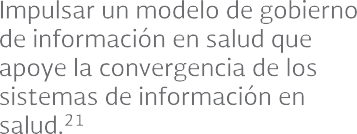 Impulsar un modelo de gobierno
de información en salud que
apoye la convergencia de los
sistemas de información en
salud.²¹